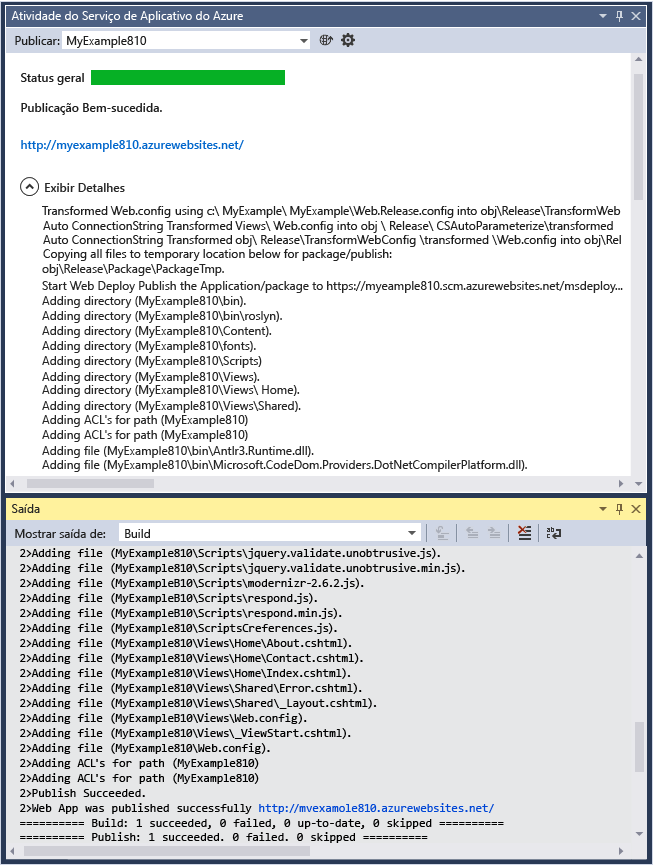 Atividade do Serviço de Aplicativo do Azure
Publicar: MyExample810
Status geral
Publicação Bem-sucedida.
http://myexample810.azurewebsites.net/
Exibir Detalhes
Transformed Web.config using c:\ MyExample\ MyExample\Web.Release.config into obj\Release\TransformWeb
Auto ConnectionString Transformed Views\ Web.config into obj \ Release\ CSAutoParameterize\transformed
Auto ConnectionString Transformed obj\ Release\TransformWebConfig \transformed \Web.config into obj\Rel
Copying all files to temporary location below for package/publish:
obj\Release\Package\PackageTmp.
Start Web Deploy Publish the Application/package to https://myeample810.scm.azurewebsites.net/msdeploy...
Adding directory (MyExample810\bin).
Adding directory (MyExample810\bin\roslyn).
Adding directory (MyExample810\Content).
Adding directory (MyExample810\fonts).
Adding directory (MyExample810\Scripts)
Adding directory (MyExample810\Views).
Adding directory (MyExample810\Views\ Home).
Adding directory (MyExample810\Views\Shared).
Adding ACL's for path (MyExample810)
Adding ACL's for path (MyExample810)
Adding file (MyExample810\bin\Antlr3.Runtime.dll).
Adding file (MyExample810\bin\Microsoft.CodeDom.Providers.DotNetCompilerPlatform.dll).
Saída
Mostrar saída de: Build
2>Adding file (MyExample810\Scripts\jquery.validate.unobtrusive.js).
2>Adding file (MyExample810\Scripts\jquery.validate.unobtrusive.min.js).
2>Adding file (MyExampleB10\Scripts\modernizr-2.6.2.js).
2>Adding file (MyExampleB10\Scripts\respond.js).
2>Adding file (MyExampleB10\Scripts\respond.min.js).
2>Adding file (MyExample810\ScriptsCreferences.js).
2>Adding file (MyExample810\Views\Home\About.cshtml).
2>Adding file (MyExample810\Views\Home\Contact.cshtml).
2>Adding file (MyExample810\Views\Home\Index.cshtml).
2>Adding file (MyExample810\Views\Shared\Error.cshtml).
2>Adding file (MyExample810\Views\Shared\_Layout.cshtml).
2>Adding file (MyExampleB10\Views\Web.config).
2>Adding file (MyExample810\Views\_ViewStart.cshtml).
2>Adding file (MyExample810\Web.config).
2>Adding ACL's for path (MyExample810)
2>Adding ACL's for path (MyExample810)
2>Publish Succeeded.
2>Web App was published successfully http://mvexamole810.azurewebsites.net/
========== Build: 1 succeeded, 0 failed, 0 up-to-date, 0 skipped ==========
========== Publish: 1 succeeded. 0 failed. 0 skipped ==========